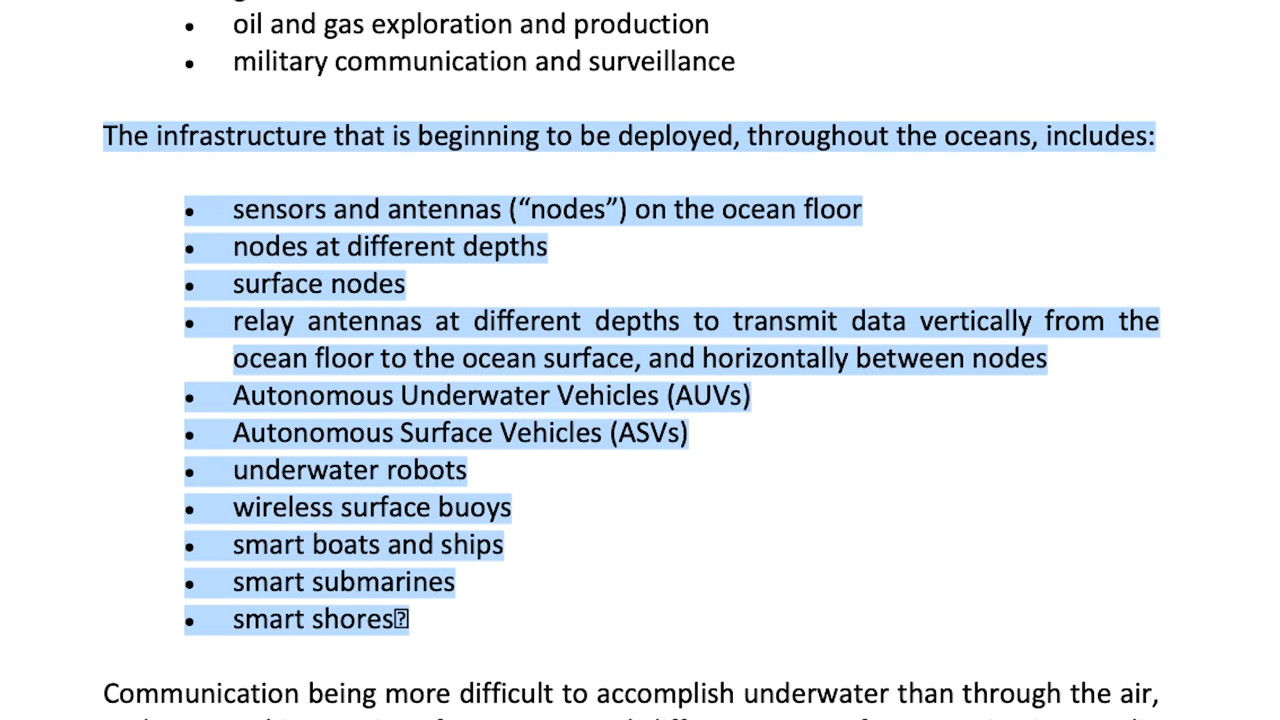 • oil and gas exploration and production
• military communication and surveillance
The infrastructure that is beginning to be deployed, throughout the oceans, includes:
• sensors and antennas (“nodes”) on the ocean floor
• nodes at different depths
• surface nodes
• relay antennas at different depths to transmit data vertically from the
ocean floor to the ocean surface, and horizontally between nodes
• Autonomous Underwater Vehicles (AUVs)
• Autonomous Surface Vehicles (ASVs)
• underwater robots
• wireless surface buoys
• smart boats and ships
• smart submarines
• smart shores
Communication being more difficult to accomplish underwater than through the air,